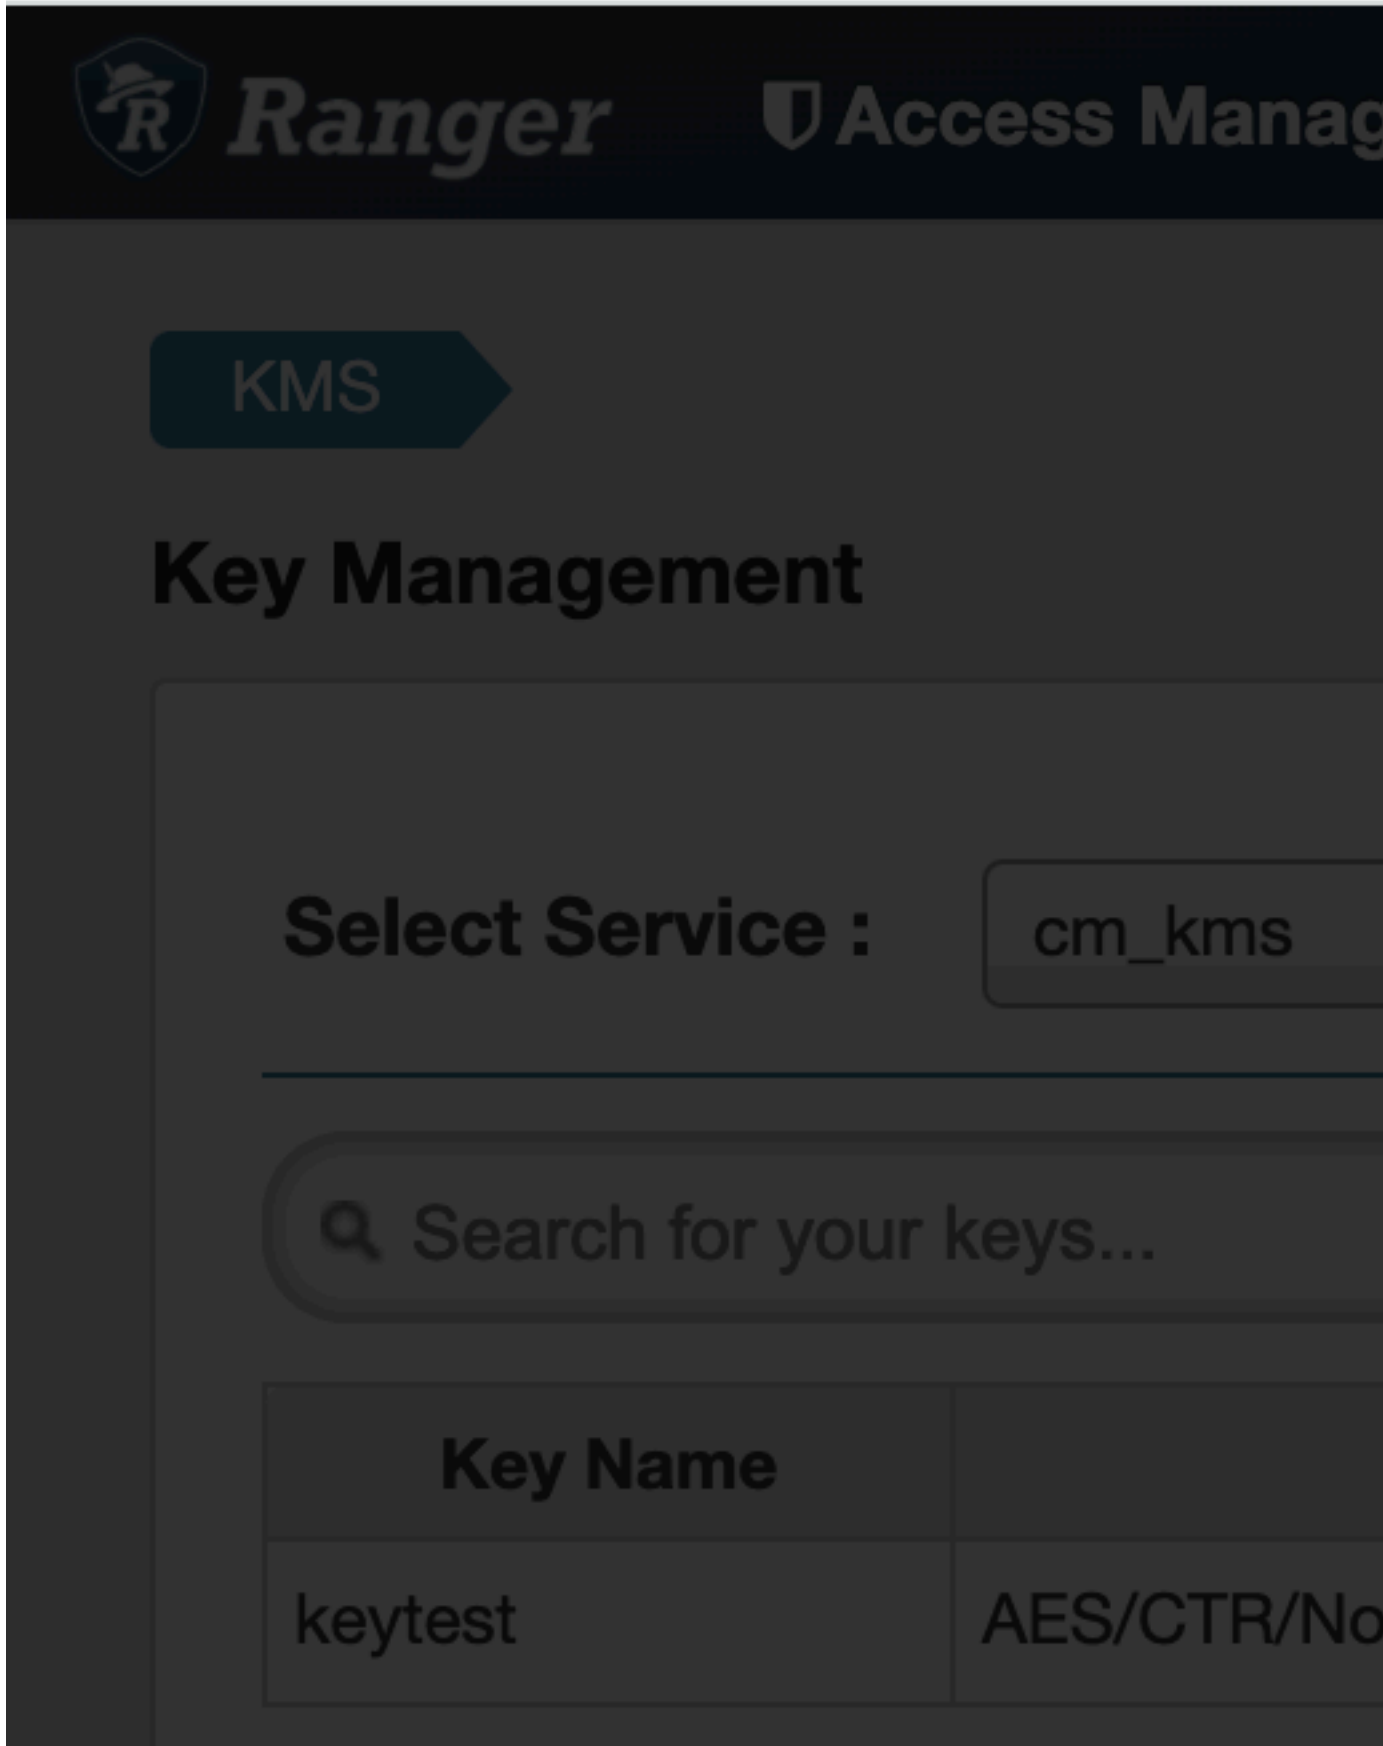 R Ranger Access Manag
KMS
Key Management
Select Service : cm_kms
Search for your keys...
Key Name
keytest AES/CTR/No